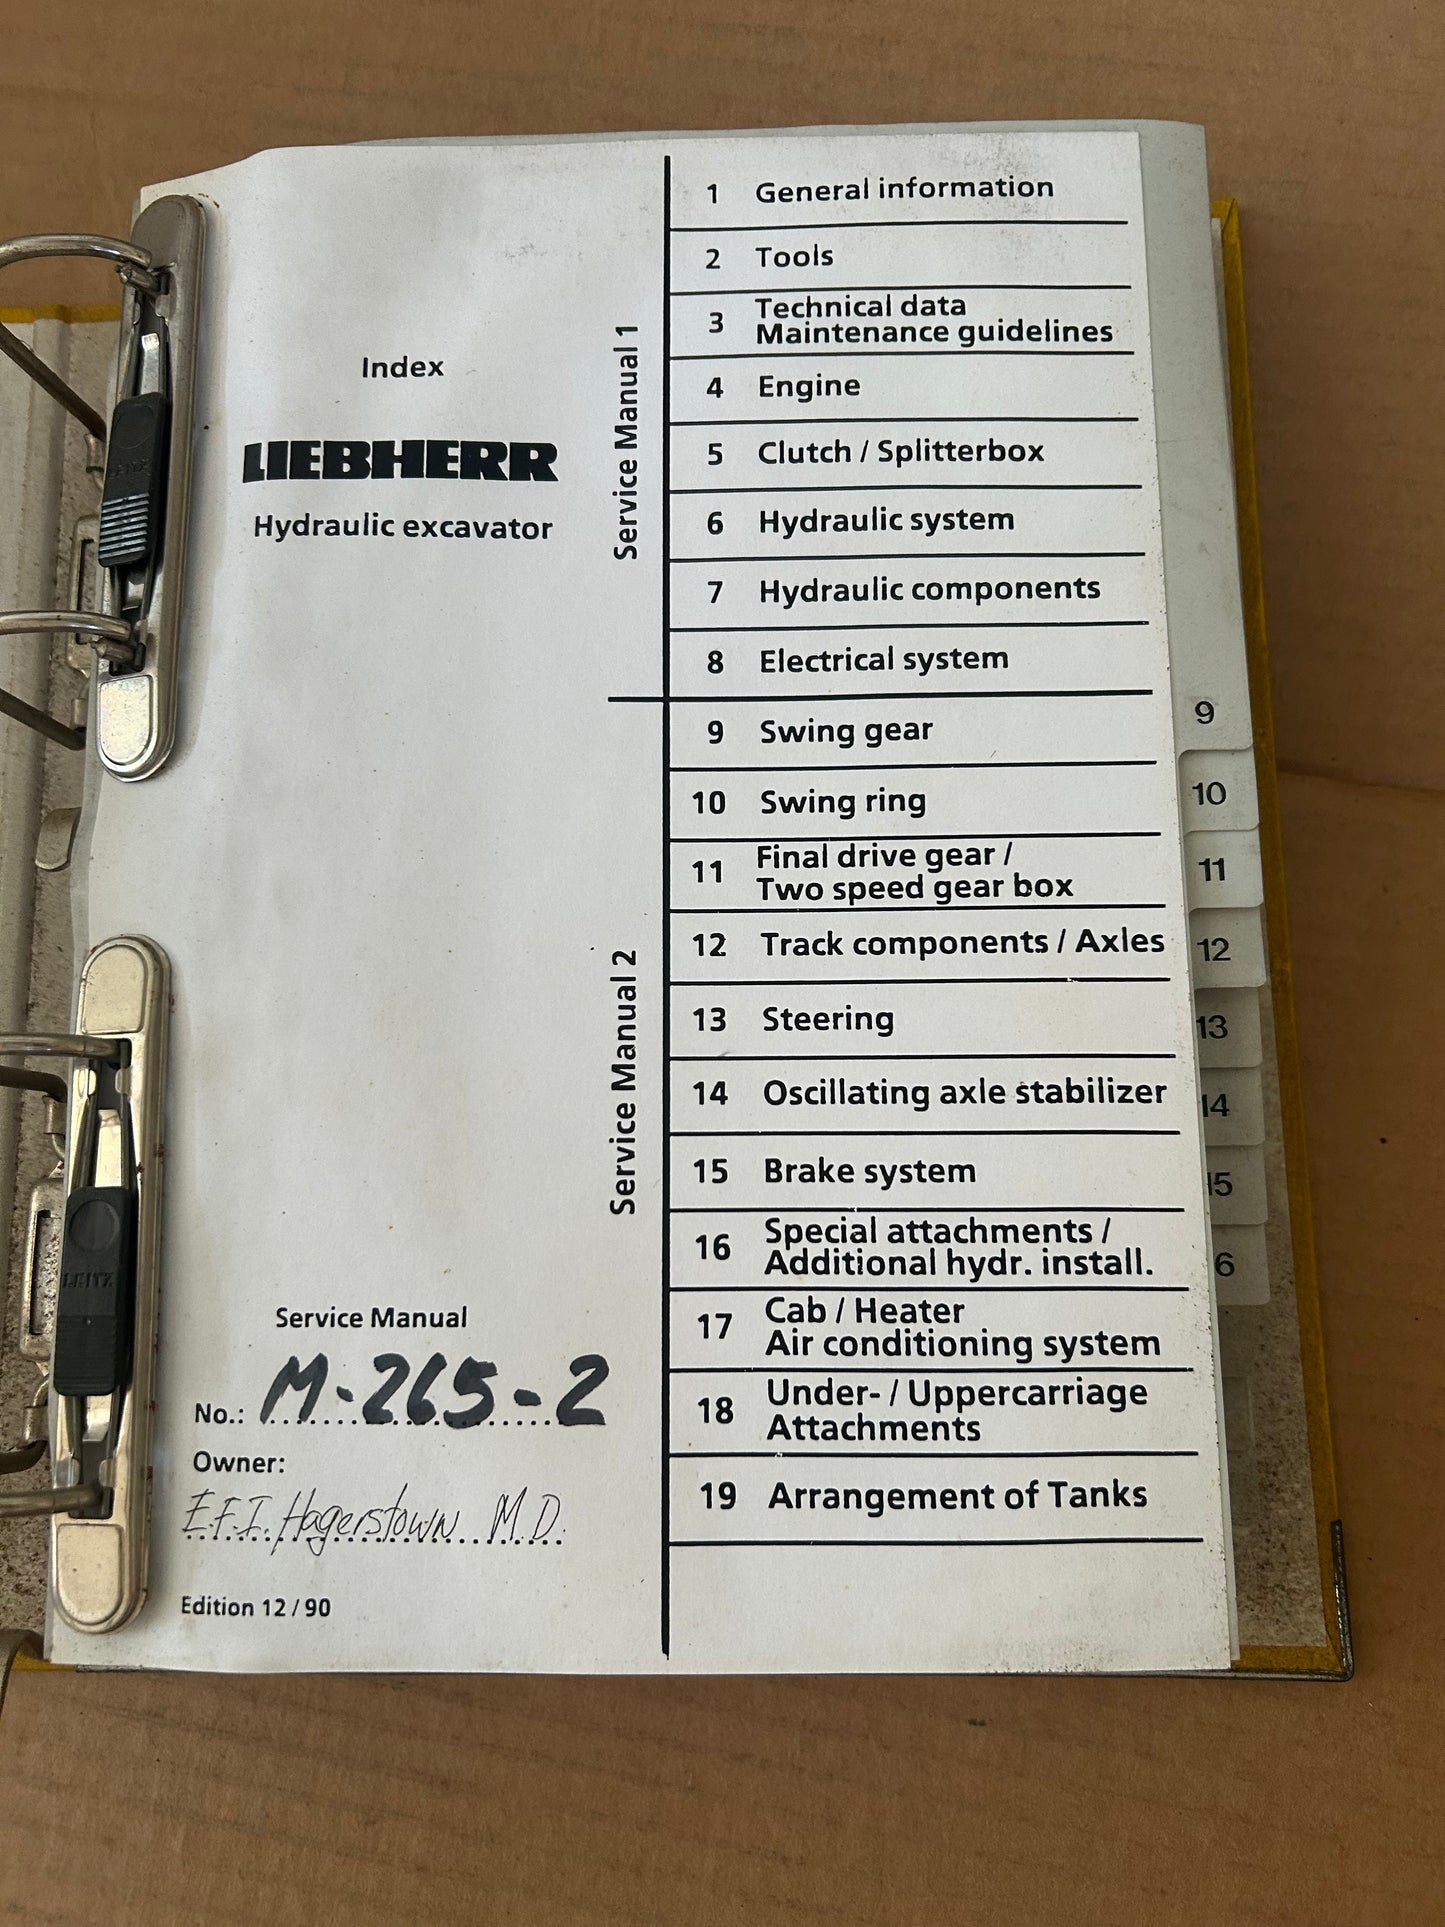 Index
LIEBHERR
Hydraulic excavator
Service Manual 1
1 General information
2 Tools
3 Technical data
Maintenance guidelines
4 Engine
5 Clutch / Splitterbox
6 Hydraulic system
7 Hydraulic components
8 Electrical system
Service Manual 2
9 Swing gear
10 Swing ring
11 Final drive gear /
Two speed gear box
12 Track components / Axles
13 Steering
14 Oscillating axle stabilizer
15 Brake system
16 Special attachments /
Additional hydr. install.
17 Cab / Heater
Air conditioning system
18 Under- / Uppercarriage
Attachments
19 Arrangement of Tanks
Service Manual
No.: M-265-2
Owner:
E.F.I. Hagerstown M.D.
Edition 12 / 90
9
10
11
12
13
14
15
6
LEITZ
LEITZ